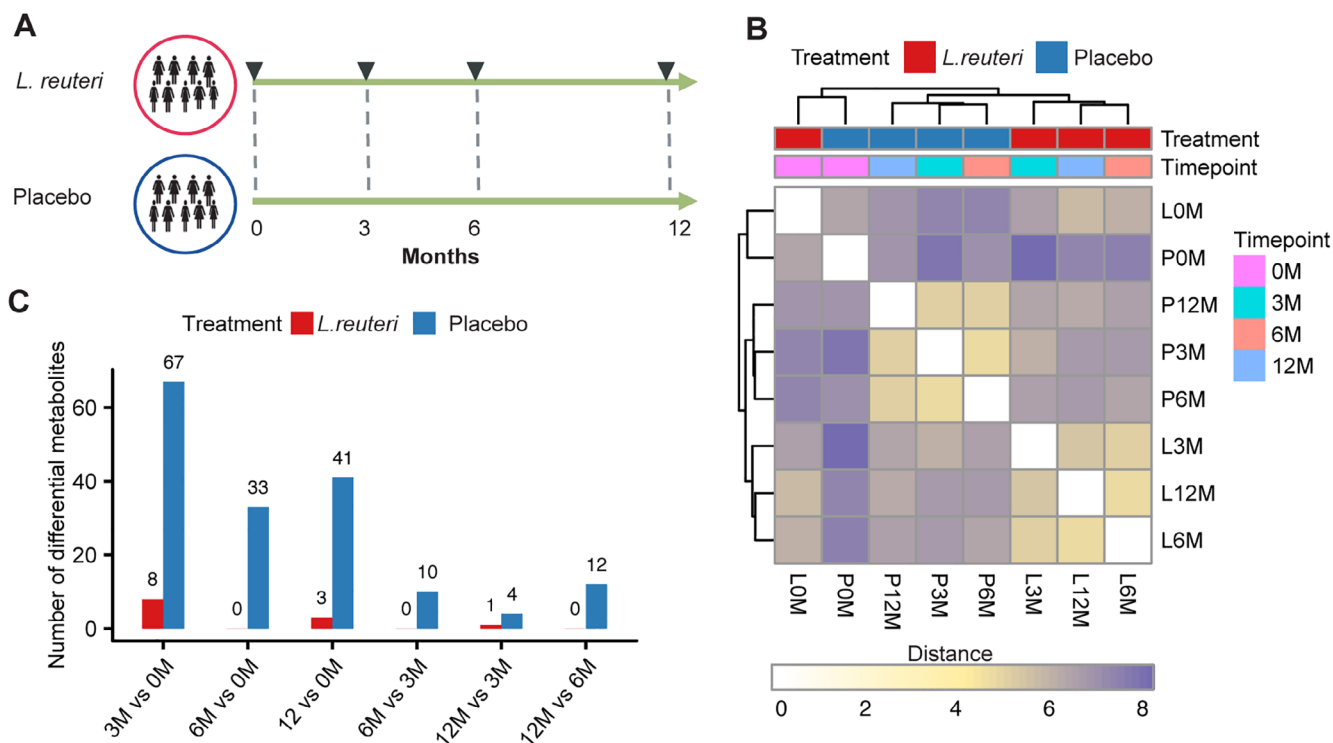 A
L. reuteri
Placebo
0 3 6 12
Months
B
Treatment L.reuteri Placebo
Treatment
Timepoint
L0M
P0M
P12M
P3M
P6M
L3M
L12M
L6M
Timepoint
0M
3M
6M
12M
L0M P0M P12M P3M P6M L3M L12M L6M
Distance
0 2 4 6 8
C
Treatment L.reuteri Placebo
Number of differential metabolites
60
40
20
0
8 67
0 33
3 41
0 10
1 4
0 12
3M vs 0M
6M vs 0M
12 vs 0M
6M vs 3M
12M vs 3M
12M vs 6M